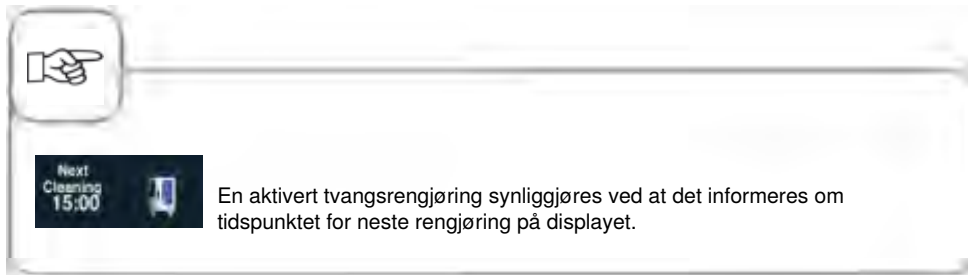 Next
Cleaning
15:00
En aktivert tvangsrengjøring synliggjøres ved at det informeres om
tidspunktet for neste rengjøring på displayet.